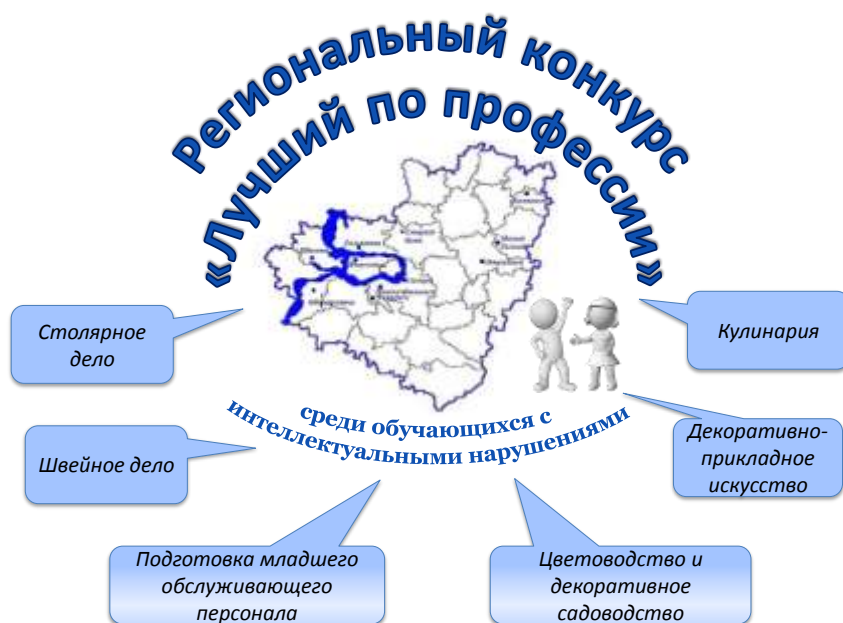 Региональный конкурс
«Лучший по профессии»
среди обучающихся с
интеллектуальными нарушениями
Столярное
дело
Кулинария
Швейное дело
Декоративно-
прикладное
искусство
Подготовка младшего
обслуживающего
персонала
Цветоводство и
декоративное
садоводство